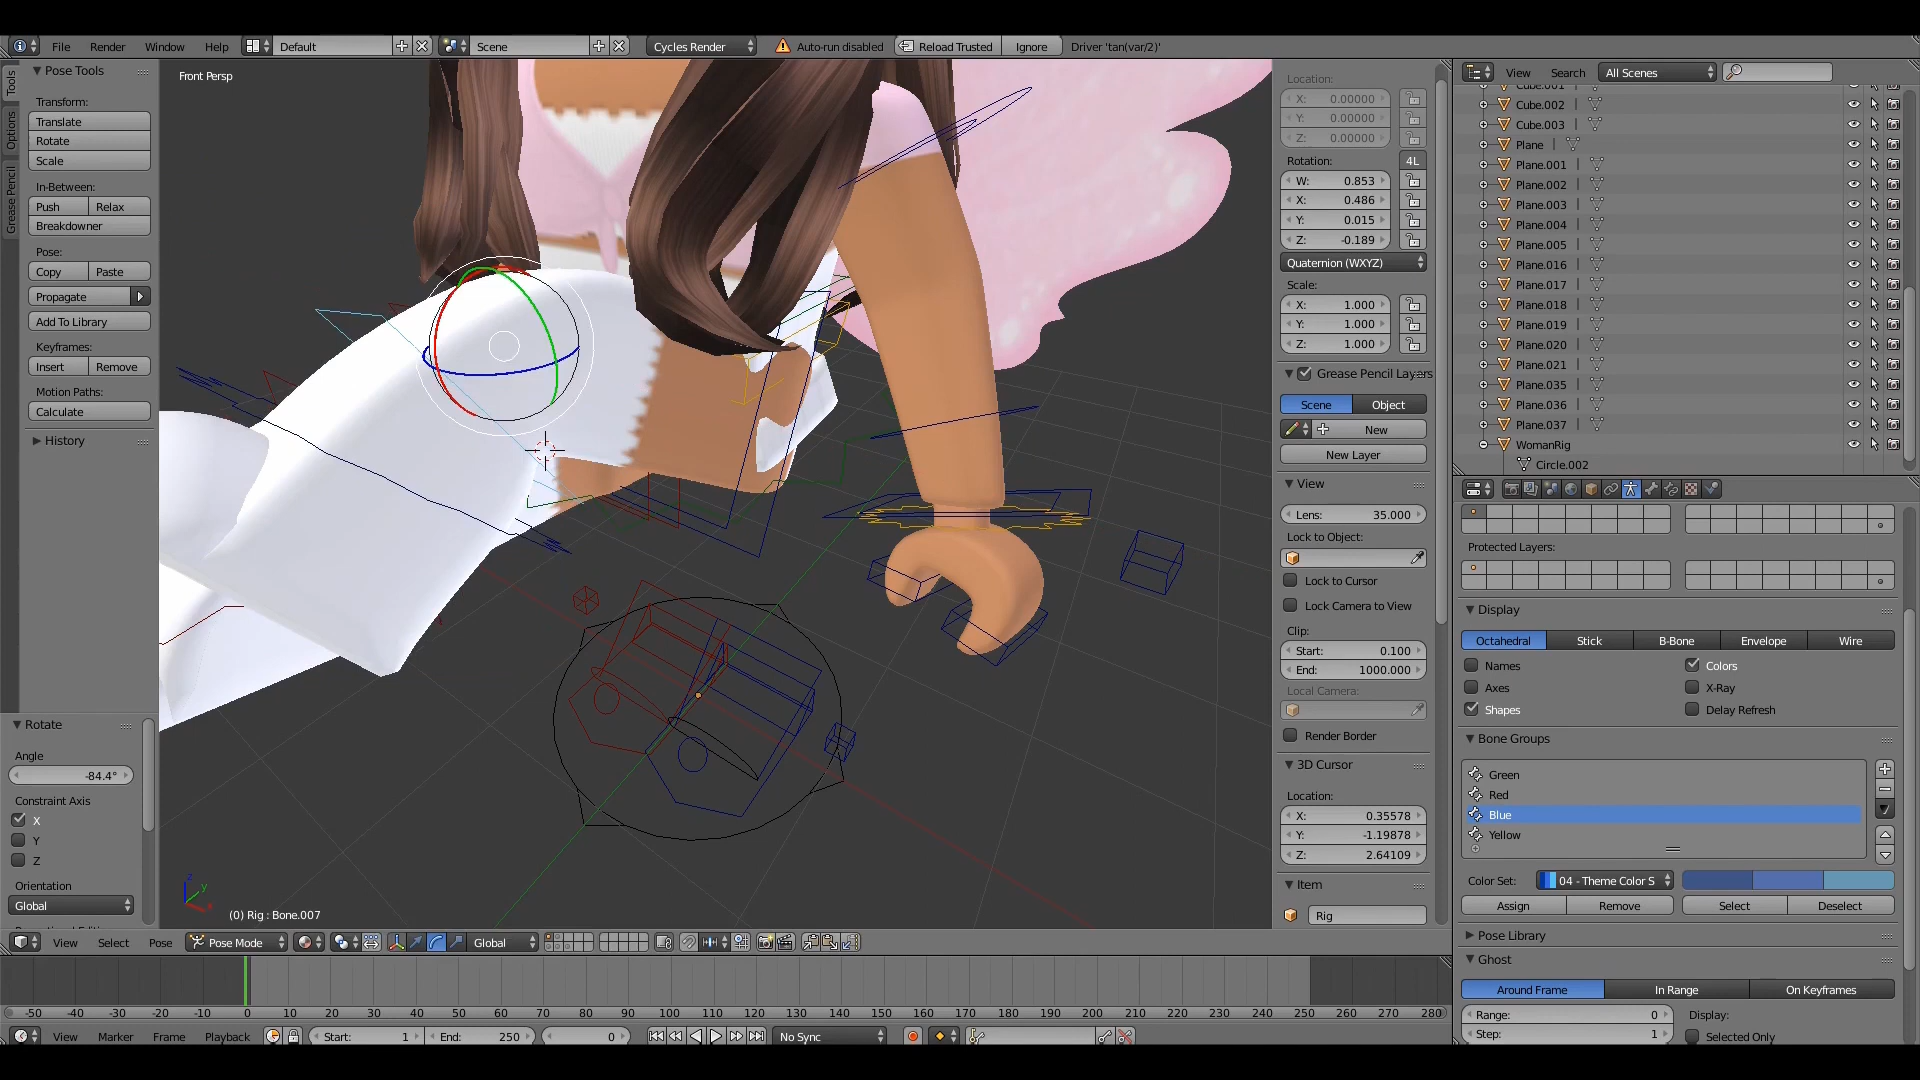 File Render Window Help Default Scene Cycles Render Auto-run disabled Reload Trusted Ignore Driver 'tan(var/2)'
Tools
Options
Grease Pencil
Pose Tools
Transform:
Translate
Rotate
Scale
In-Between:
Push Relax
Breakdowner
Pose:
Copy Paste
Propagate
Add To Library
Keyframes:
Insert Remove
Motion Paths:
Calculate
History
Rotate
Angle
-84.4°
Constraint Axis
X
Y
Z
Orientation
Global
Front Persp
z
y
x
(0) Rig : Bone.007
View Select Pose Pose Mode Global
Location:
X: 0.00000
Y: 0.00000
Z: 0.00000
Rotation: 4L
W: 0.853
X: 0.486
Y: 0.015
Z: -0.189
Quaternion (WXYZ)
Scale:
X: 1.000
Y: 1.000
Z: 1.000
Grease Pencil Layers
Scene Object
New
New Layer
View
Lens: 35.000
Lock to Object:
Lock to Cursor
Lock Camera to View
Clip:
Start: 0.100
End: 1000.000
Local Camera:
Render Border
3D Cursor
Location:
X: 0.35578
Y: -1.19878
Z: 2.64109
Item
Rig
View Search All Scenes
Cube.001
Cube.002
Cube.003
Plane
Plane.001
Plane.002
Plane.003
Plane.004
Plane.005
Plane.016
Plane.017
Plane.018
Plane.019
Plane.020
Plane.021
Plane.035
Plane.036
Plane.037
WomanRig
Circle.002
Protected Layers:
Display
Octahedral Stick B-Bone Envelope Wire
Names Colors
Axes X-Ray
Shapes Delay Refresh
Bone Groups
Green
Red
Blue
Yellow
Color Set: 04 - Theme Color S
Assign Remove Select Deselect
Pose Library
Ghost
Around Frame In Range On Keyframes
Range: 0 Display:
Step: 1 Selected Only
-50 -40 -30 -20 -10 0 10 20 30 40 50 60 70 80 90 100 110 120 130 140 150 160 170 180 190 200 210 220 230 240 250 260 270 280
View Marker Frame Playback Start: 1 End: 250 0 No Sync